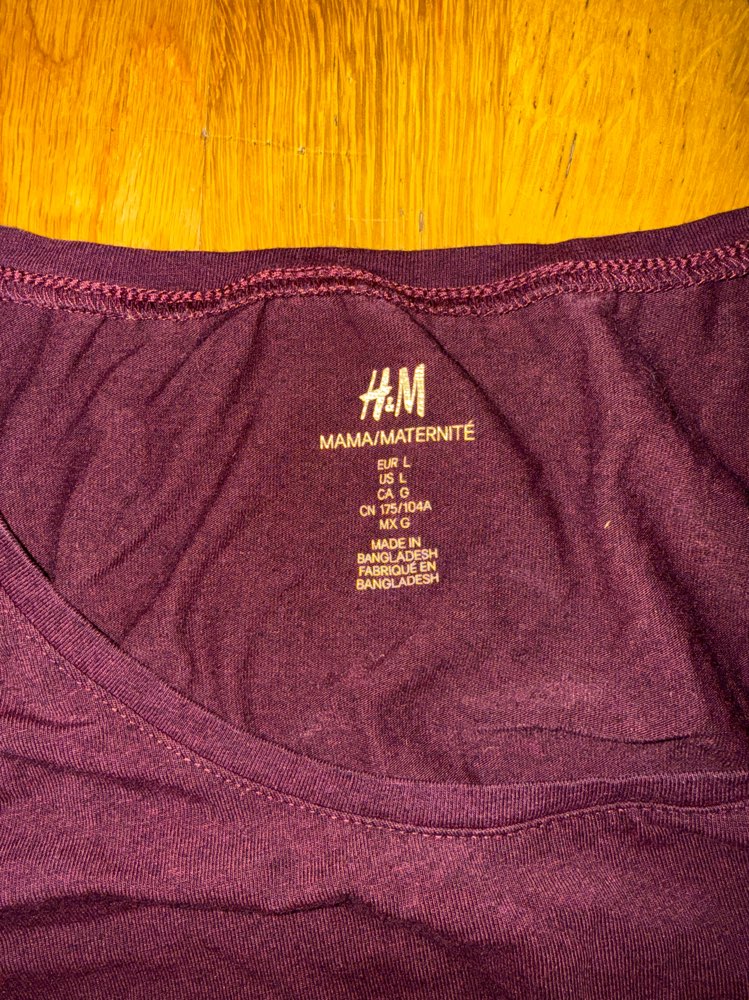 H&M
MAMA/MATERNITÉ
EUR L
US L
CA G
CN 175/104A
MX G
MADE IN
BANGLADESH
FABRIQUÉ EN
BANGLADESH